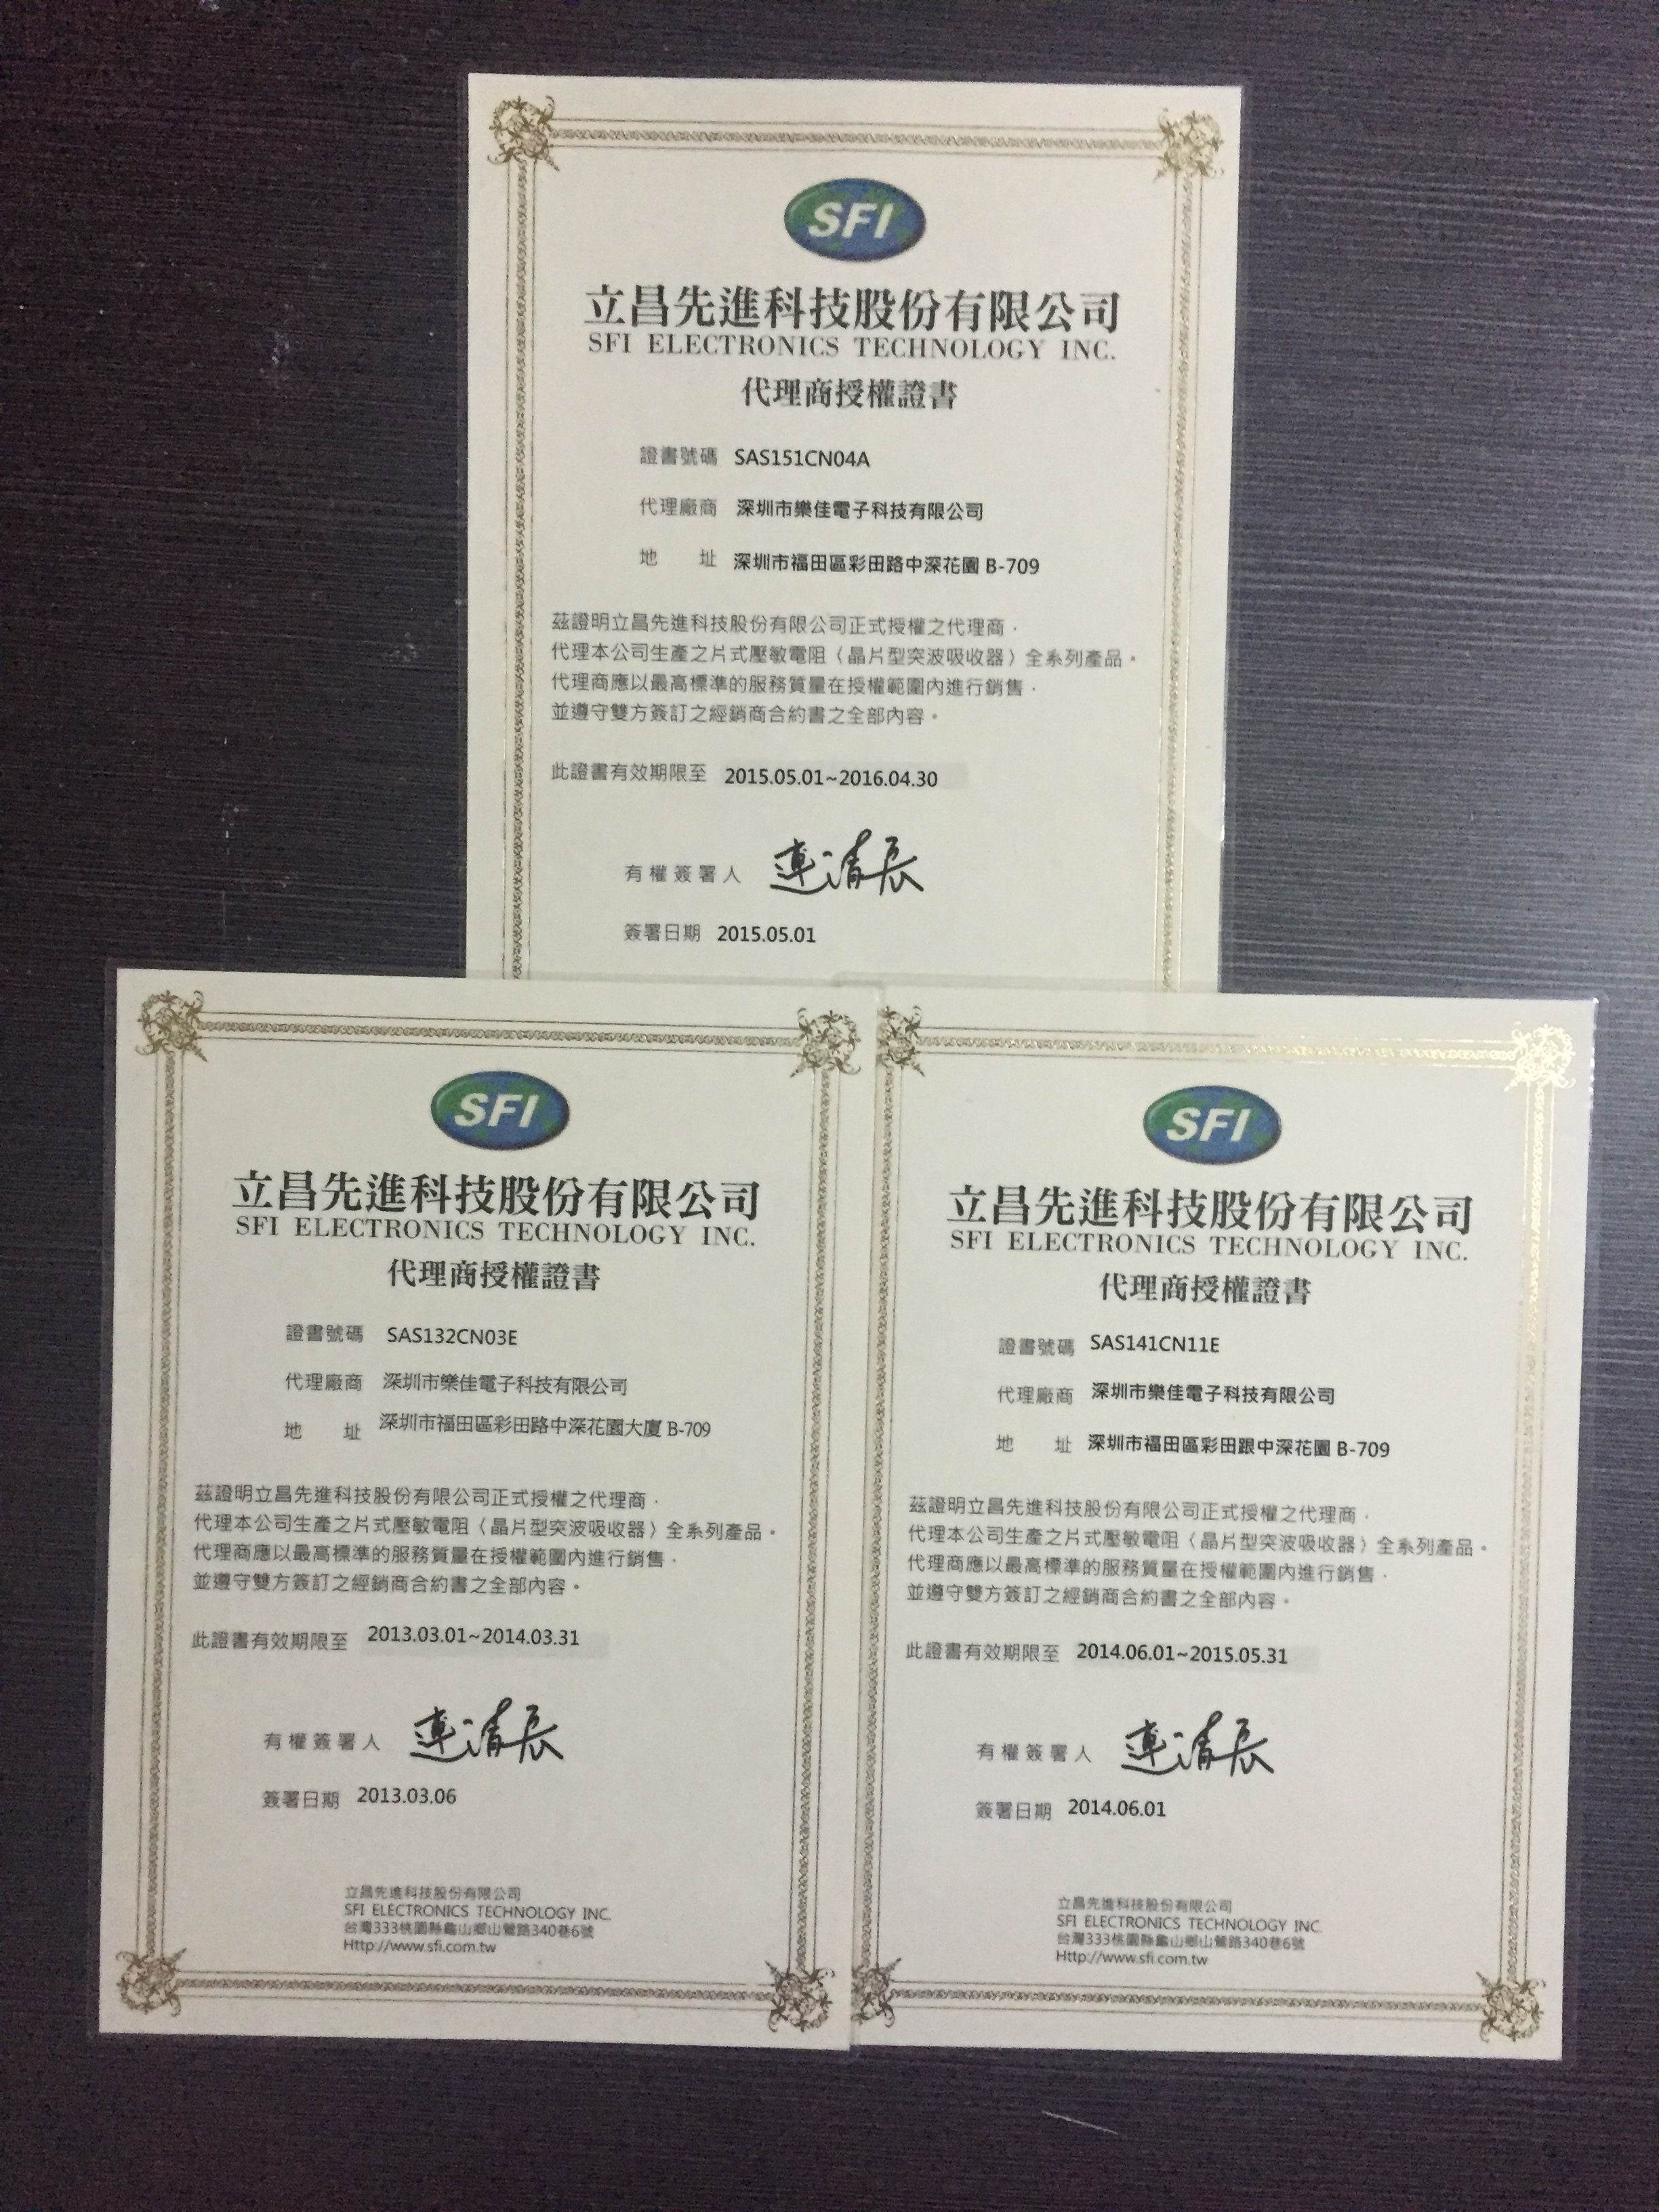 SFI
立昌先進科技股份有限公司
SFI ELECTRONICS TECHNOLOGY INC.
代理商授權證書
證書號碼 SAS151CN04A
代理廠商 深圳市樂佳電子科技有限公司
地 址 深圳市福田區彩田路中深花園 B-709
茲證明立昌先進科技股份有限公司正式授權之代理商，
代理本公司生產之片式壓敏電阻（晶片型突波吸收器）全系列產品。
代理商應以最高標準的服務質量在授權範圍內進行銷售，
並遵守雙方簽訂之經銷商合約書之全部內容。
此證書有效期限至 2015.05.01~2016.04.30
有權簽署人 連清長
簽署日期 2015.05.01
SFI
立昌先進科技股份有限公司
SFI ELECTRONICS TECHNOLOGY INC.
代理商授權證書
證書號碼 SAS132CN03E
代理廠商 深圳市樂佳電子科技有限公司
地 址 深圳市福田區彩田路中深花園大廈 B-709
茲證明立昌先進科技股份有限公司正式授權之代理商，
代理本公司生產之片式壓敏電阻（晶片型突波吸收器）全系列產品。
代理商應以最高標準的服務質量在授權範圍內進行銷售，
並遵守雙方簽訂之經銷商合約書之全部內容。
此證書有效期限至 2013.03.01~2014.03.31
有權簽署人 連清長
簽署日期 2013.03.06
立昌先進科技股份有限公司
SFI ELECTRONICS TECHNOLOGY INC.
台灣333桃園縣龜山鄉山鶯路340巷6號
Http://www.sfi.com.tw
SFI
立昌先進科技股份有限公司
SFI ELECTRONICS TECHNOLOGY INC.
代理商授權證書
證書號碼 SAS141CN11E
代理廠商 深圳市樂佳電子科技有限公司
地 址 深圳市福田區彩田跟中深花園 B-709
茲證明立昌先進科技股份有限公司正式授權之代理商，
代理本公司生產之片式壓敏電阻（晶片型突波吸收器）全系列產品。
代理商應以最高標準的服務質量在授權範圍內進行銷售，
並遵守雙方簽訂之經銷商合約書之全部內容。
此證書有效期限至 2014.06.01~2015.05.31
有權簽署人 連清長
簽署日期 2014.06.01
立昌先進科技股份有限公司
SFI ELECTRONICS TECHNOLOGY INC.
台灣333桃園縣龜山鄉山鶯路340巷6號
Http://www.sfi.com.tw